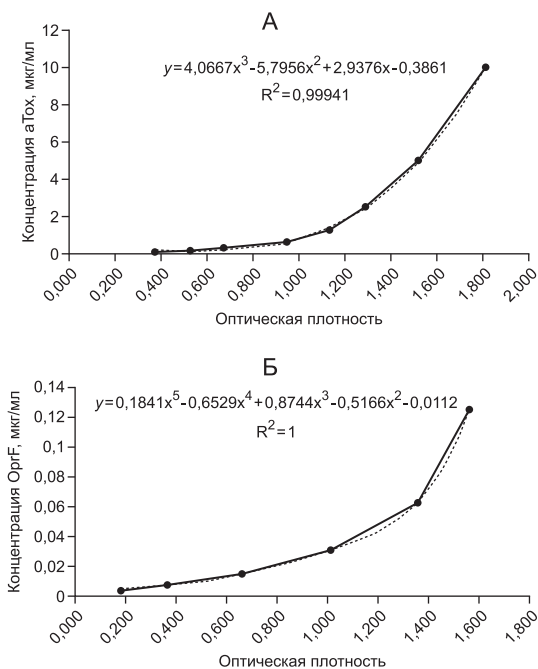 А
Концентрация аТох, мкг/мл
12
10
8
6
4
2
0
y=4,0667x³-5,7956x²+2,9376x-0,3861
R²=0,99941
0,000 0,200 0,400 0,600 0,800 1,000 1,200 1,400 1,600 1,800 2,000
Оптическая плотность
Б
Концентрация OprF, мкг/мл
0,14
0,12
0,1
0,08
0,06
0,04
0,02
0
y=0,1841x⁵-0,6529x⁴+0,8744x³-0,5166x²-0,0112
R²=1
0,000 0,200 0,400 0,600 0,800 1,000 1,200 1,400 1,600 1,800
Оптическая плотность